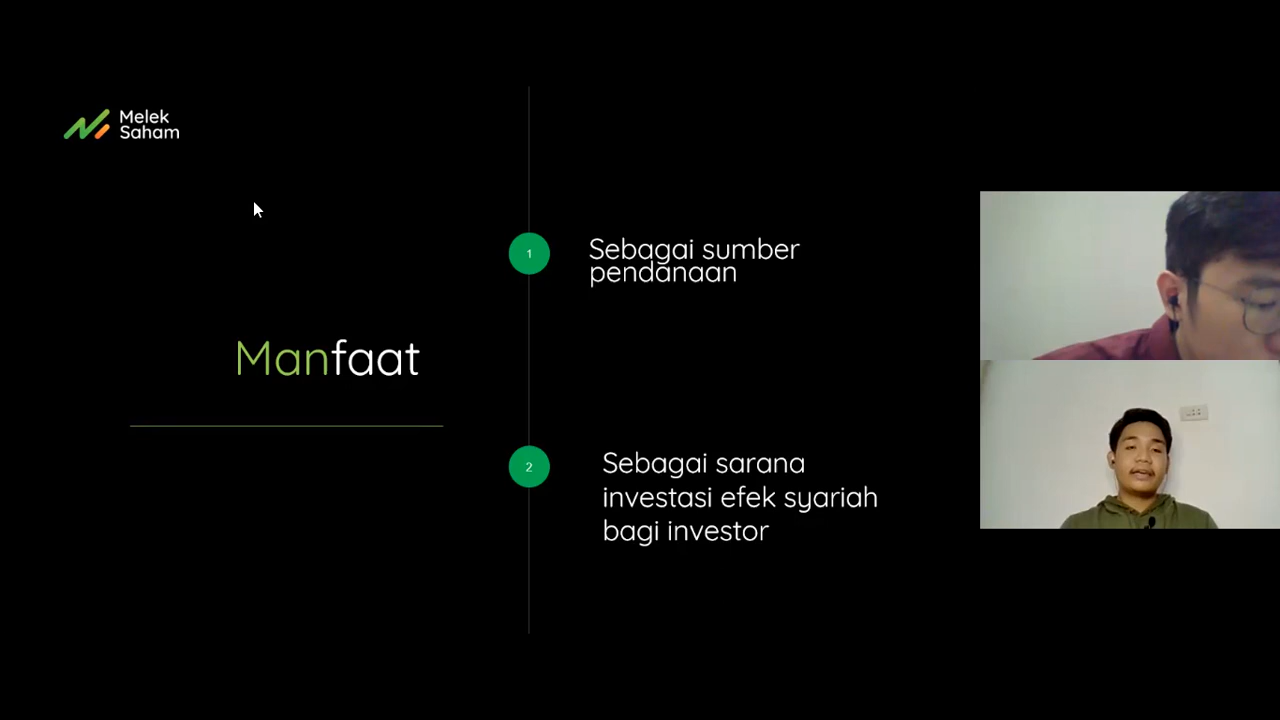 Melek
Saham
Manfaat
1
Sebagai sumber
pendanaan
2
Sebagai sarana
investasi efek syariah
bagi investor